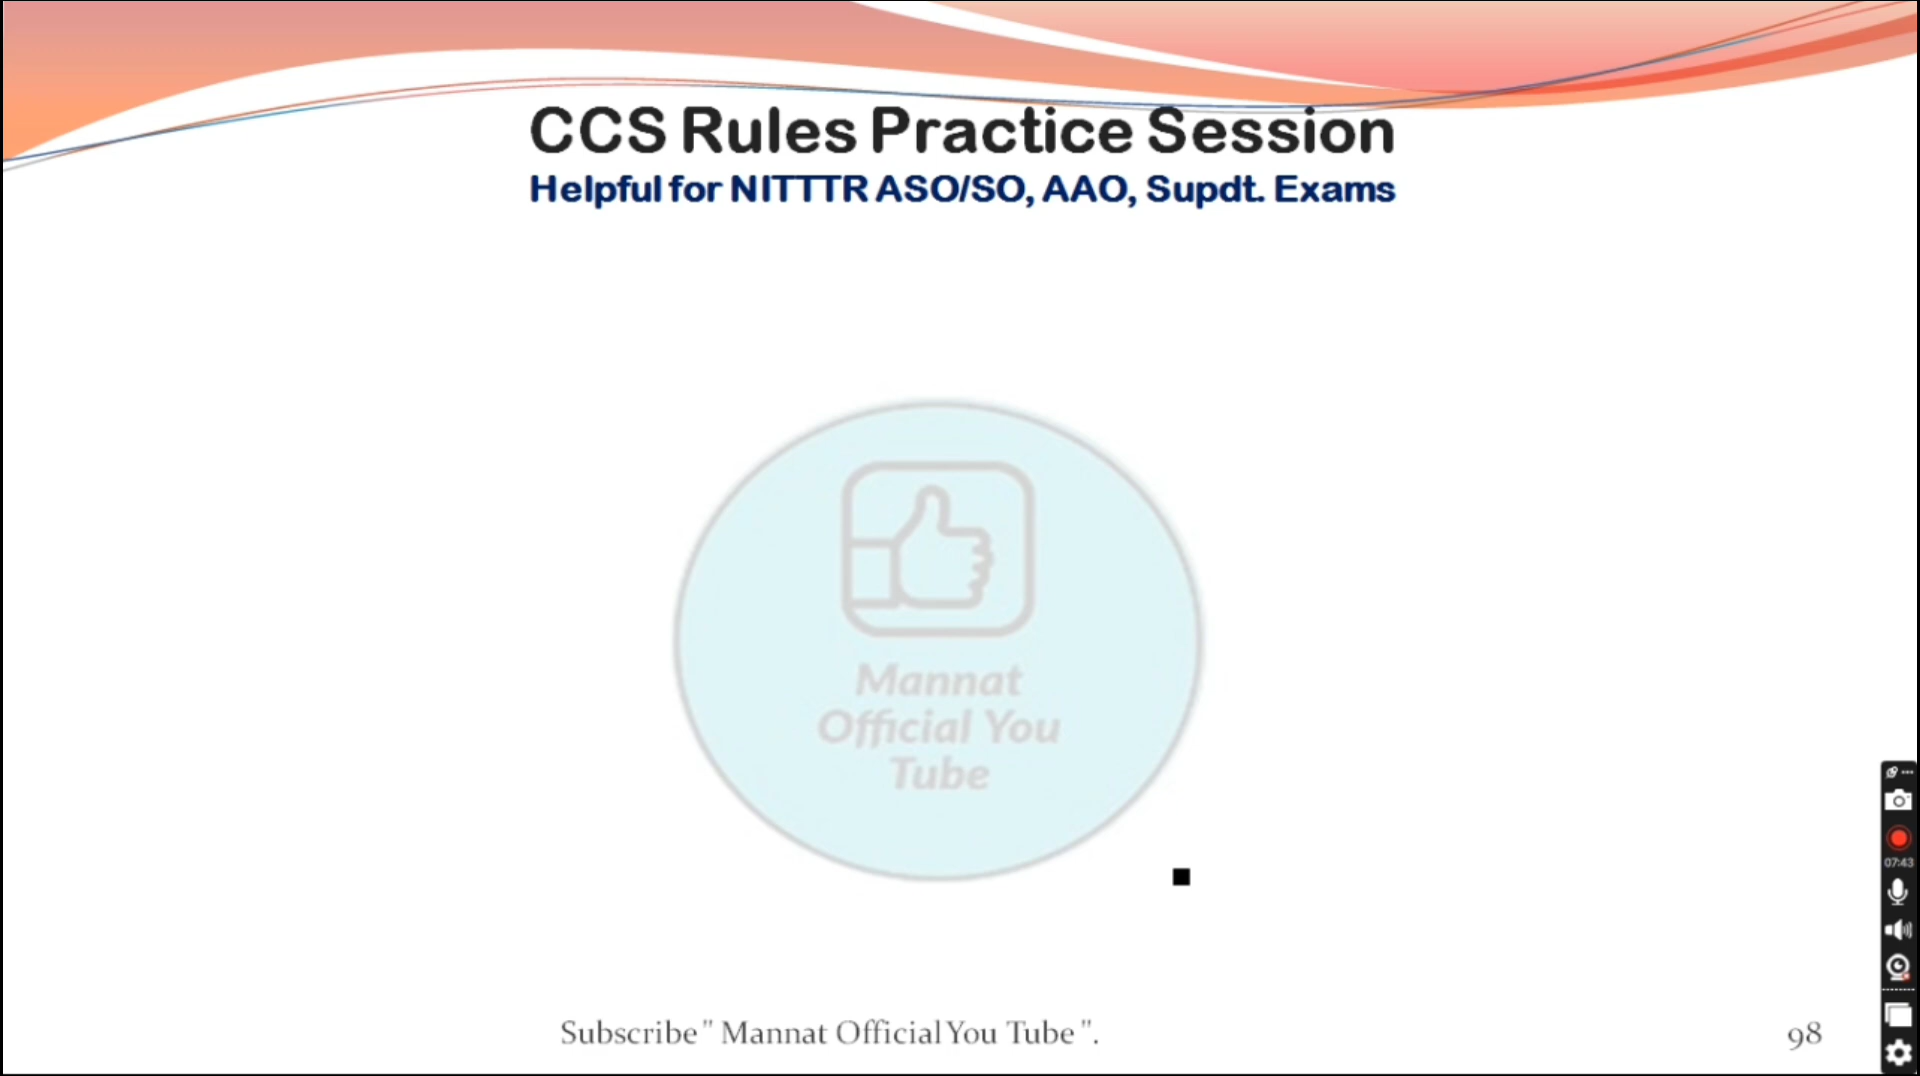 CCS Rules Practice Session
Helpful for NITTTR ASO/SO, AAO, Supdt. Exams
Mannat
Official You
Tube
07:43
Subscribe " Mannat Official You Tube ".
98